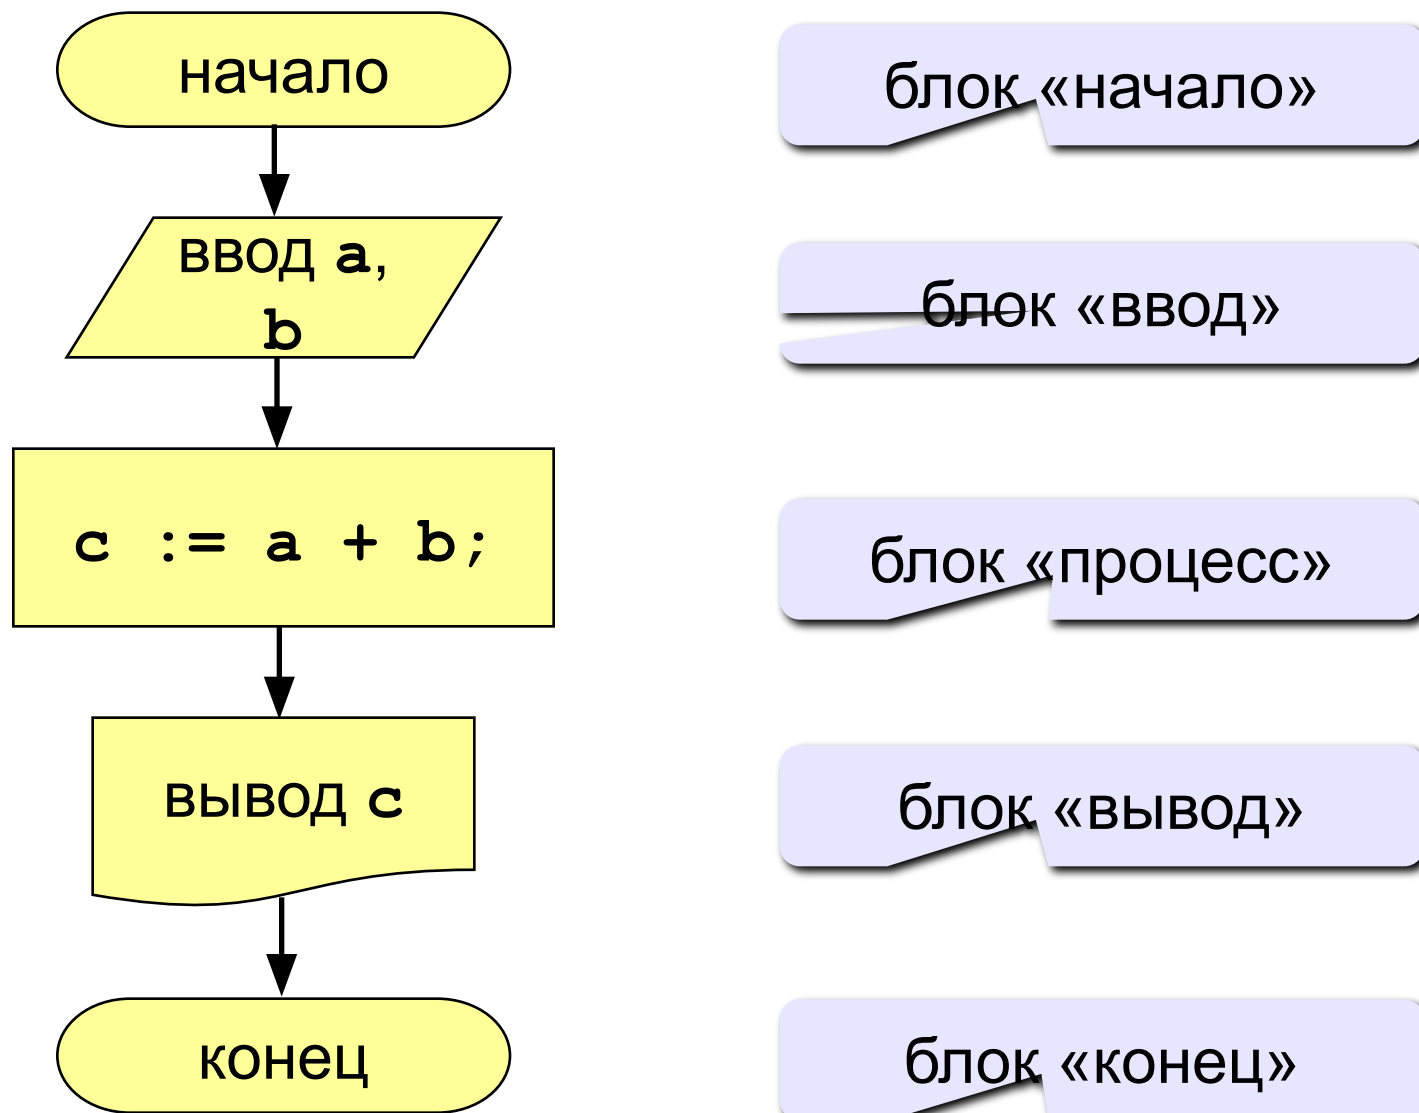 начало
блок «начало»
ввод a,
b
блок «ввод»
c := a + b;
блок «процесс»
вывод c
блок «вывод»
конец
блок «конец»